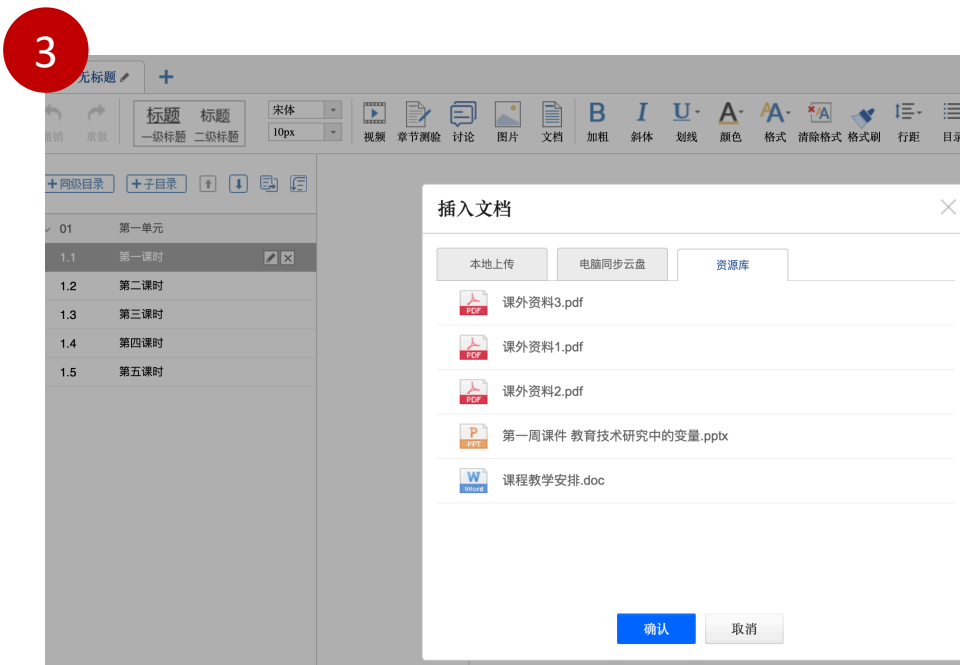 3
无标题
标题 标题
一级标题 二级标题
宋体
10px
重做
视频 章节测验 讨论 图片 文档 加粗 斜体 划线 颜色 格式 清除格式 格式刷 行距
B I U A
+同级目录 +子目录
01 第一单元
1.1 第一课时
1.2 第二课时
1.3 第三课时
1.4 第四课时
1.5 第五课时
插入文档
本地上传 电脑同步云盘 资源库
PDF 课外资料3.pdf
PDF 课外资料1.pdf
PDF 课外资料2.pdf
P PPT 第一周课件 教育技术研究中的变量.pptx
W Word 课程教学安排.doc
确认 取消